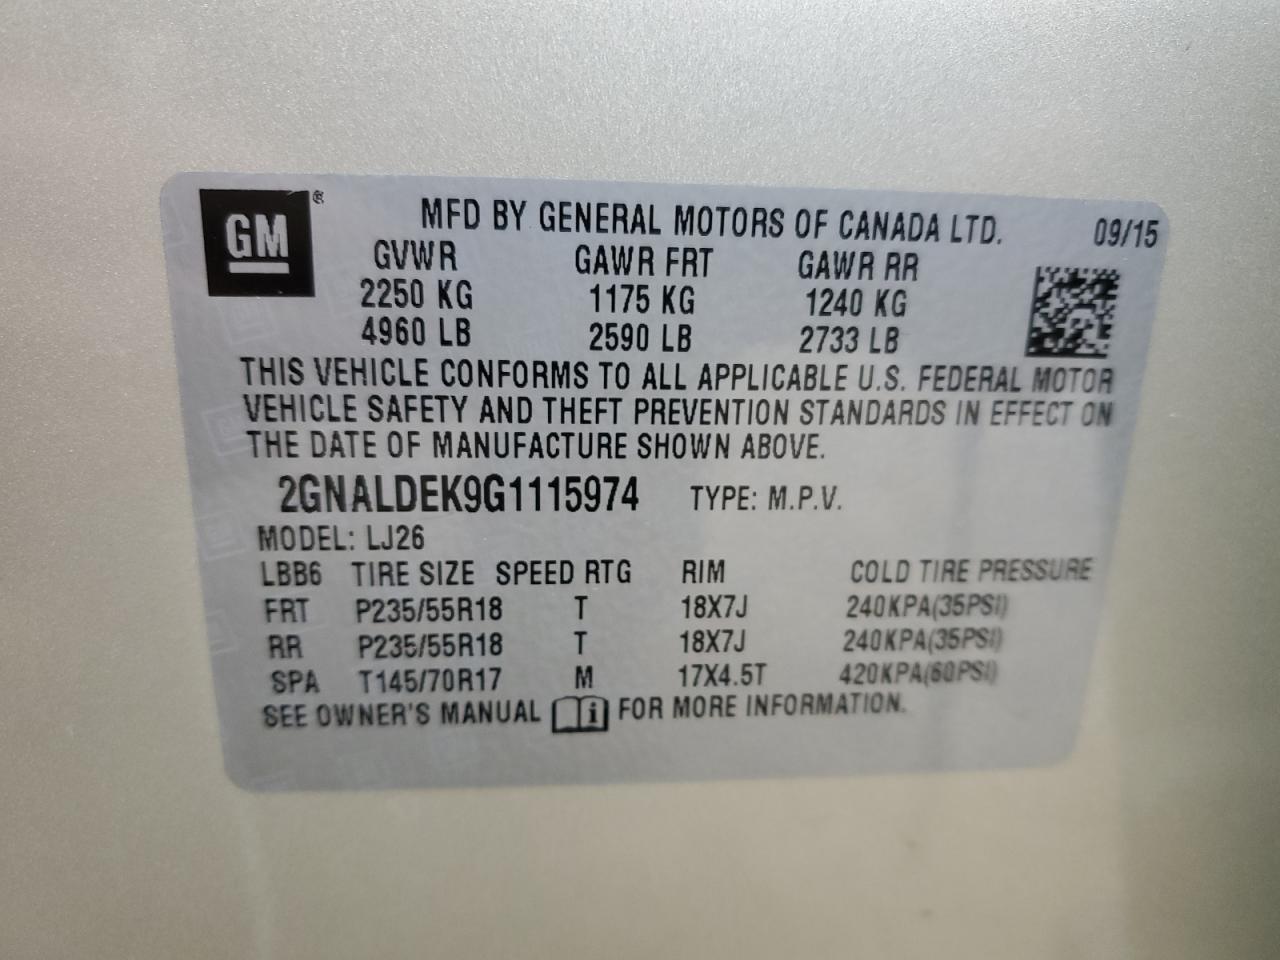 GM®
MFD BY GENERAL MOTORS OF CANADA LTD. 09/15
GVWR GAWR FRT GAWR RR
2250 KG 1175 KG 1240 KG
4960 LB 2590 LB 2733 LB
THIS VEHICLE CONFORMS TO ALL APPLICABLE U.S. FEDERAL MOTOR
VEHICLE SAFETY AND THEFT PREVENTION STANDARDS IN EFFECT ON
THE DATE OF MANUFACTURE SHOWN ABOVE.
2GNALDEK9G1115974 TYPE: M.P.V.
MODEL: LJ26
LBB6 TIRE SIZE SPEED RTG RIM COLD TIRE PRESSURE
FRT P235/55R18 T 18X7J 240KPA(35PSI)
RR P235/55R18 T 18X7J 240KPA(35PSI)
SPA T145/70R17 M 17X4.5T 420KPA(60PSI)
SEE OWNER'S MANUAL i FOR MORE INFORMATION.